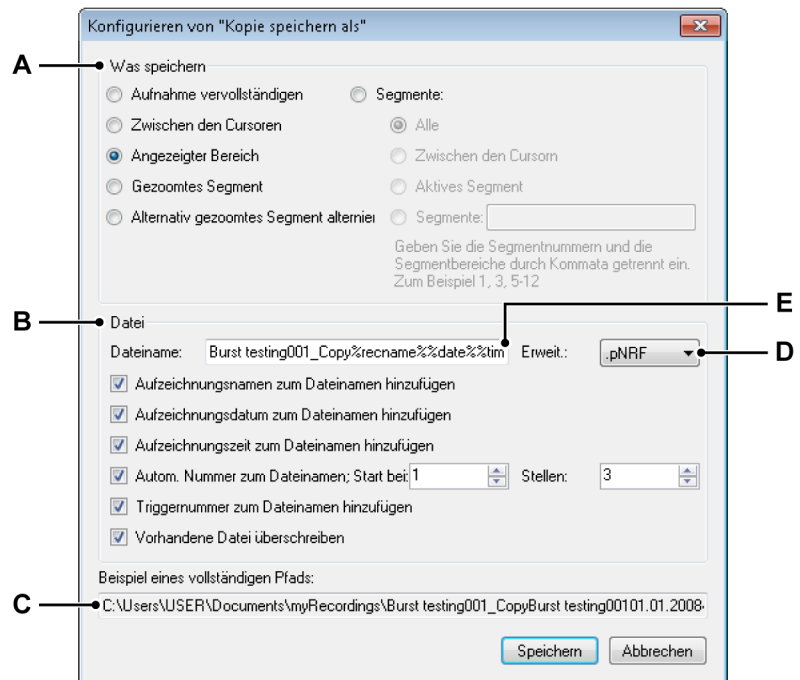 Konfigurieren von "Kopie speichern als"
A
Was speichern
Aufnahme vervollständigen
Segmente:
Zwischen den Cursoren
Alle
Angezeigter Bereich
Zwischen den Cursorn
Gezoomtes Segment
Aktives Segment
Alternativ gezoomtes Segment alternier
Segmente:
Geben Sie die Segmentnummern und die
Segmentbereiche durch Kommata getrennt ein.
Zum Beispiel 1, 3, 5-12
E
B
Datei
Dateiname: Burst testing001_Copy%recname%%date%%tim Erweit.: .pNRF
D
Aufzeichnungsnamen zum Dateinamen hinzufügen
Aufzeichnungsdatum zum Dateinamen hinzufügen
Aufzeichnungszeit zum Dateinamen hinzufügen
Autom. Nummer zum Dateinamen; Start bei: 1 Stellen: 3
Triggernummer zum Dateinamen hinzufügen
Vorhandene Datei überschreiben
Beispiel eines vollständigen Pfads:
C
C:\Users\USER\Documents\myRecordings\Burst testing001_CopyBurst testing00101.01.2008-
Speichern Abbrechen